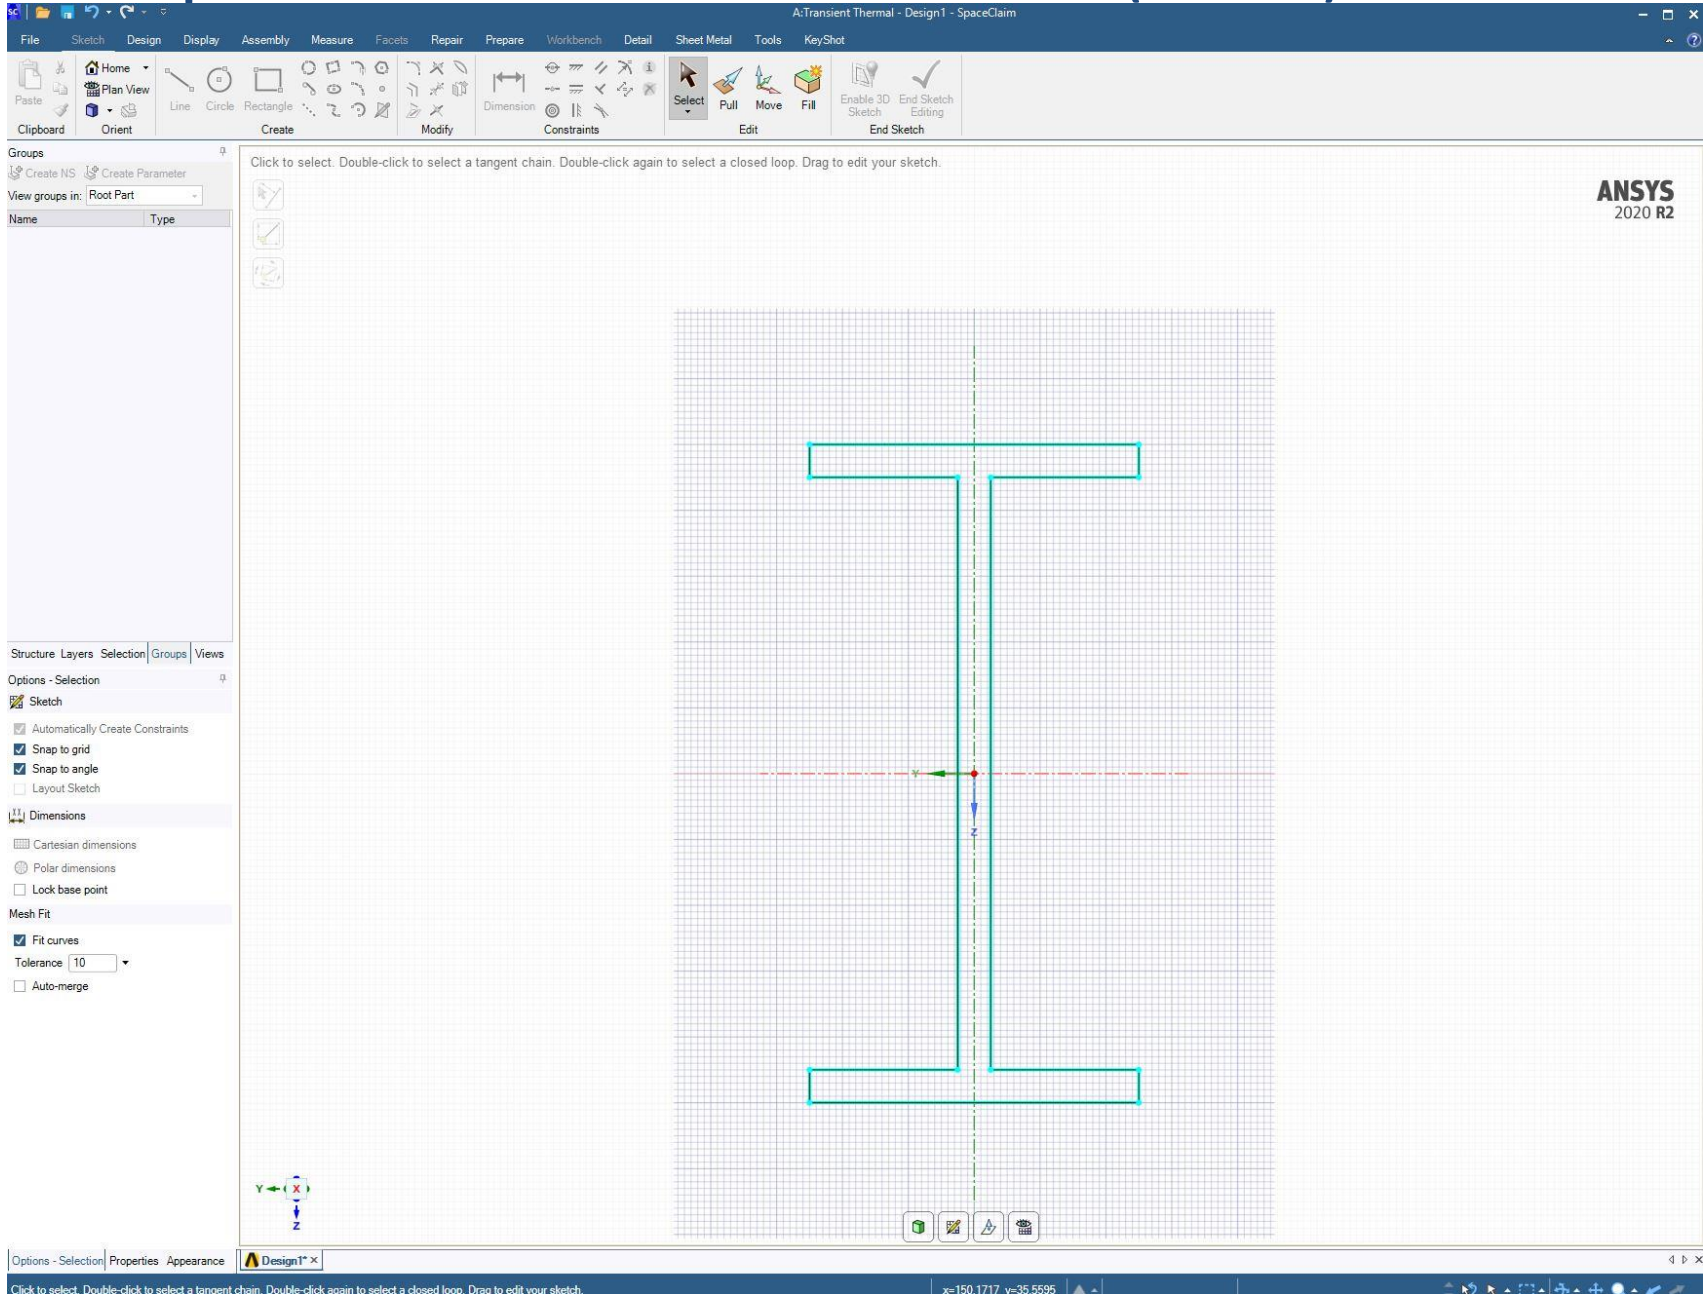 A:Transient Thermal - Design1 - SpaceClaim
File Sketch Design Display Assembly Measure Facets Repair Prepare Workbench Detail Sheet Metal Tools KeyShot
Paste
Home
Plan View
Line Circle Rectangle
Dimension
Select Pull Move Fill
Enable 3D Sketch
End Sketch Editing
Clipboard Orient Create Modify Constraints Edit End Sketch
Groups
Create NS Create Parameter
View groups in: Root Part
Name Type
Click to select. Double-click to select a tangent chain. Double-click again to select a closed loop. Drag to edit your sketch.
ANSYS
2020 R2
Y
Z
Structure Layers Selection Groups Views
Options - Selection
Sketch
Automatically Create Constraints
Snap to grid
Snap to angle
Layout Sketch
Dimensions
Cartesian dimensions
Polar dimensions
Lock base point
Mesh Fit
Fit curves
Tolerance 10
Auto-merge
Y X
Z
Options - Selection Properties Appearance
Design1*
Click to select. Double-click to select a tangent chain. Double-click again to select a closed loop. Drag to edit your sketch.
x=150.1717 y=35.5595